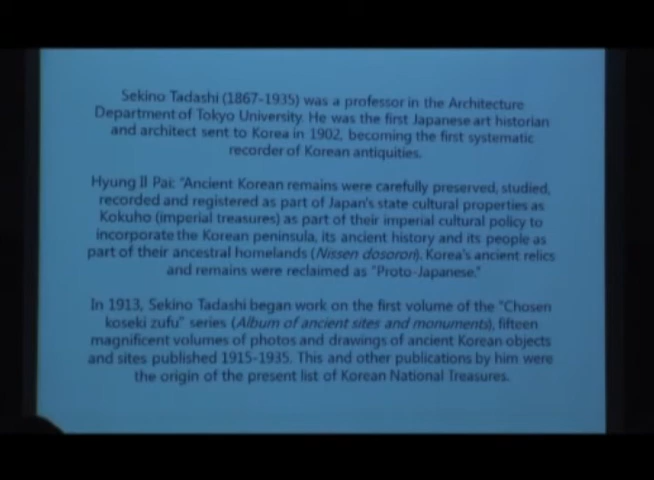 Sekino Tadashi (1867-1935) was a professor in the Architecture
Department of Tokyo University. He was the first Japanese art historian
and architect sent to Korea in 1902, becoming the first systematic
recorder of Korean antiquities.
Hyung Il Pai: "Ancient Korean remains were carefully preserved, studied,
recorded and registered as part of Japan's state cultural properties as
Kokuho (imperial treasures) as part of their imperial cultural policy to
incorporate the Korean peninsula, its ancient history and its people as
part of their ancestral homelands (Nissen dosoron). Korea's ancient relics
and remains were reclaimed as "Proto-Japanese."
In 1913, Sekino Tadashi began work on the first volume of the "Chosen
koseki zufu" series (Album of ancient sites and monuments), fifteen
magnificent volumes of photos and drawings of ancient Korean objects
and sites published 1915-1935. This and other publications by him were
the origin of the present list of Korean National Treasures.